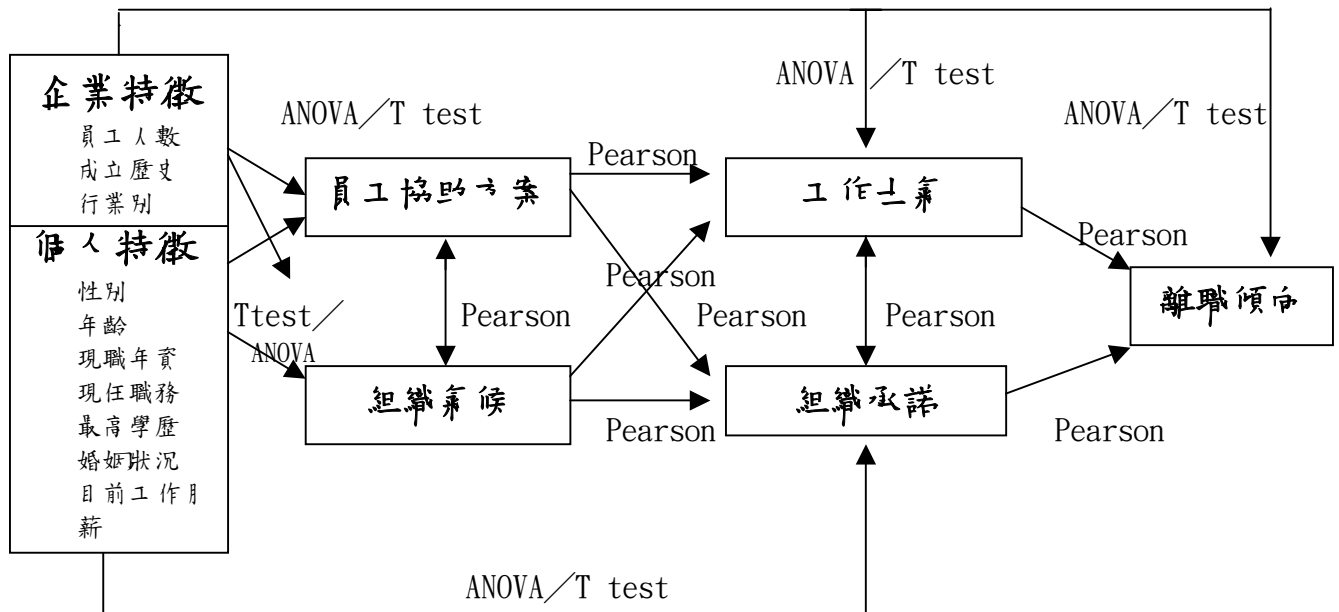 企業特徵
員工人數
成立歷史
行業別
個人特徵
性別
年齡
現職年資
現任職務
最高學歷
婚姻狀況
目前工作月
薪
ANOVA／T test
員工協助方案
Ttest／
ANOVA
Pearson
組織氣候
Pearson
Pearson
Pearson
Pearson
ANOVA ／T test
工作士氣
Pearson
組織承諾
ANOVA／T test
Pearson
離職傾向
Pearson
ANOVA／T test